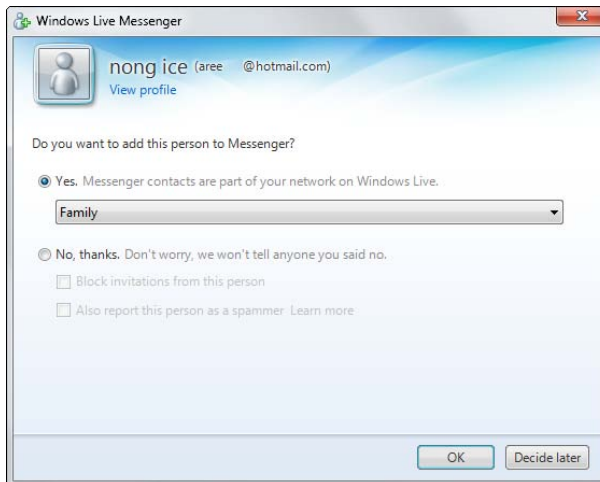 Windows Live Messenger
nong ice (aree @hotmail.com)
View profile
Do you want to add this person to Messenger?
Yes. Messenger contacts are part of your network on Windows Live.
Family
No, thanks. Don't worry, we won't tell anyone you said no.
Block invitations from this person
Also report this person as a spammer Learn more
OK Decide later